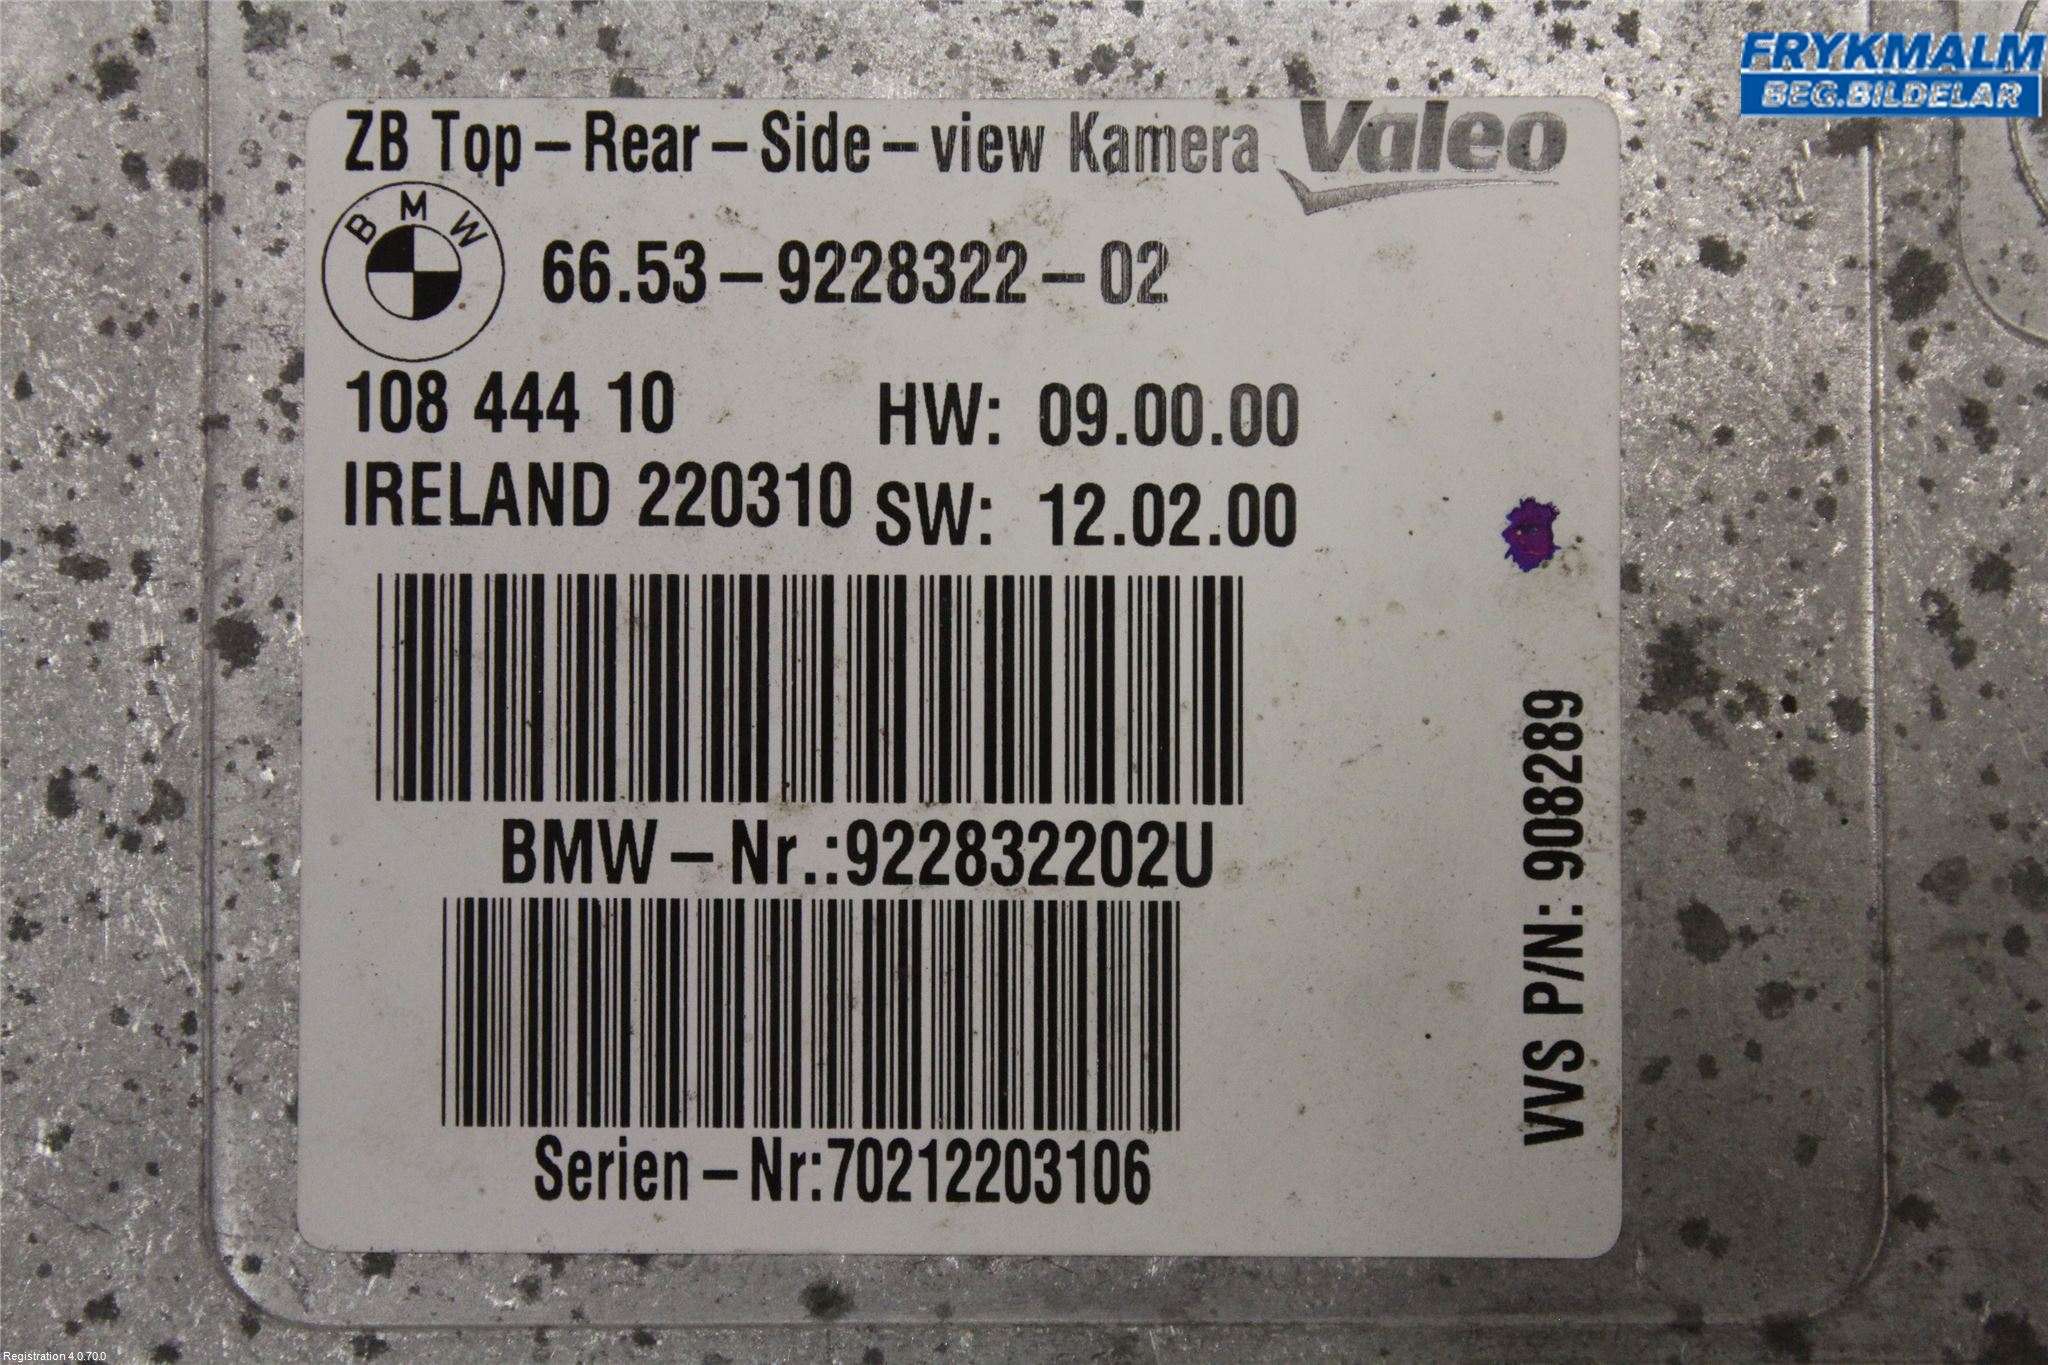 FRYKMALM
BEG.BILDELAR
ZB Top-Rear-Side-view Kamera Valeo
BMW
66.53-9228322-02
108 444 10
HW: 09.00.00
IRELAND 220310
SW: 12.02.00
BMW-Nr.:922832202U
Serien-Nr:70212203106
VVS P/N: 908289
Registration 4.0.70.0